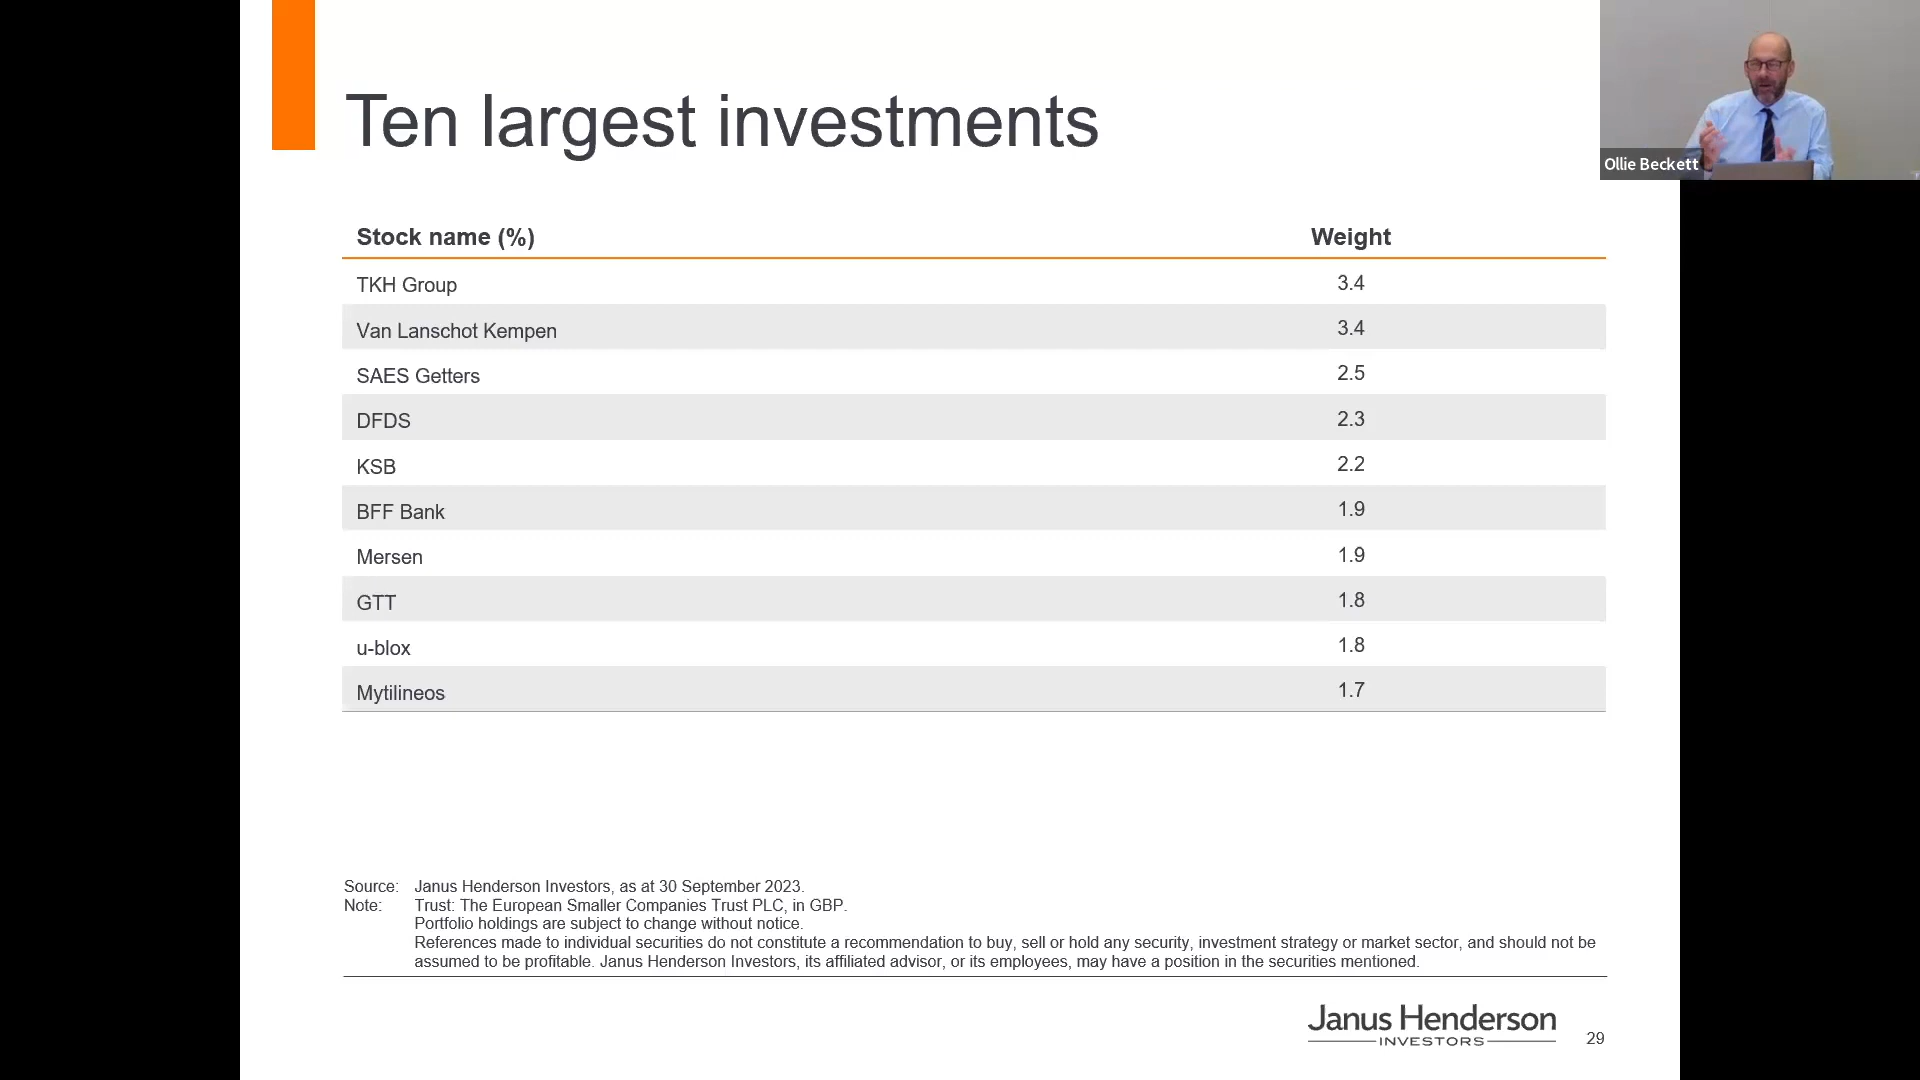 Ten largest investments
Ollie Beckett
Stock name (%) Weight
TKH Group 3.4
Van Lanschot Kempen 3.4
SAES Getters 2.5
DFDS 2.3
KSB 2.2
BFF Bank 1.9
Mersen 1.9
GTT 1.8
u-blox 1.8
Mytilineos 1.7
Source: Janus Henderson Investors, as at 30 September 2023.
Note: Trust: The European Smaller Companies Trust PLC, in GBP.
Portfolio holdings are subject to change without notice.
References made to individual securities do not constitute a recommendation to buy, sell or hold any security, investment strategy or market sector, and should not be
assumed to be profitable. Janus Henderson Investors, its affiliated advisor, or its employees, may have a position in the securities mentioned.
Janus Henderson
INVESTORS
29